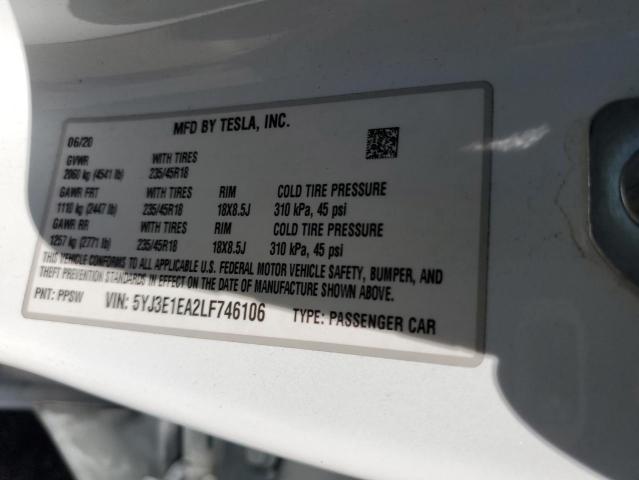 MFD BY TESLA, INC.
06/20
GVWR WITH TIRES
2060 kg (4541 lb) 235/45R18
GAWR FRT WITH TIRES RIM COLD TIRE PRESSURE
1110 kg (2447 lb) 235/45R18 18X8.5J 310 kPa, 45 psi
GAWR RR WITH TIRES RIM COLD TIRE PRESSURE
1257 kg (2771 lb) 235/45R18 18X8.5J 310 kPa, 45 psi
THIS VEHICLE CONFORMS TO ALL APPLICABLE U.S. FEDERAL MOTOR VEHICLE SAFETY, BUMPER, AND
THEFT PREVENTION STANDARDS IN EFFECT ON THE DATE OF MANUFACTURE SHOWN ABOVE.
PNT: PPSW VIN: 5YJ3E1EA2LF746106 TYPE: PASSENGER CAR